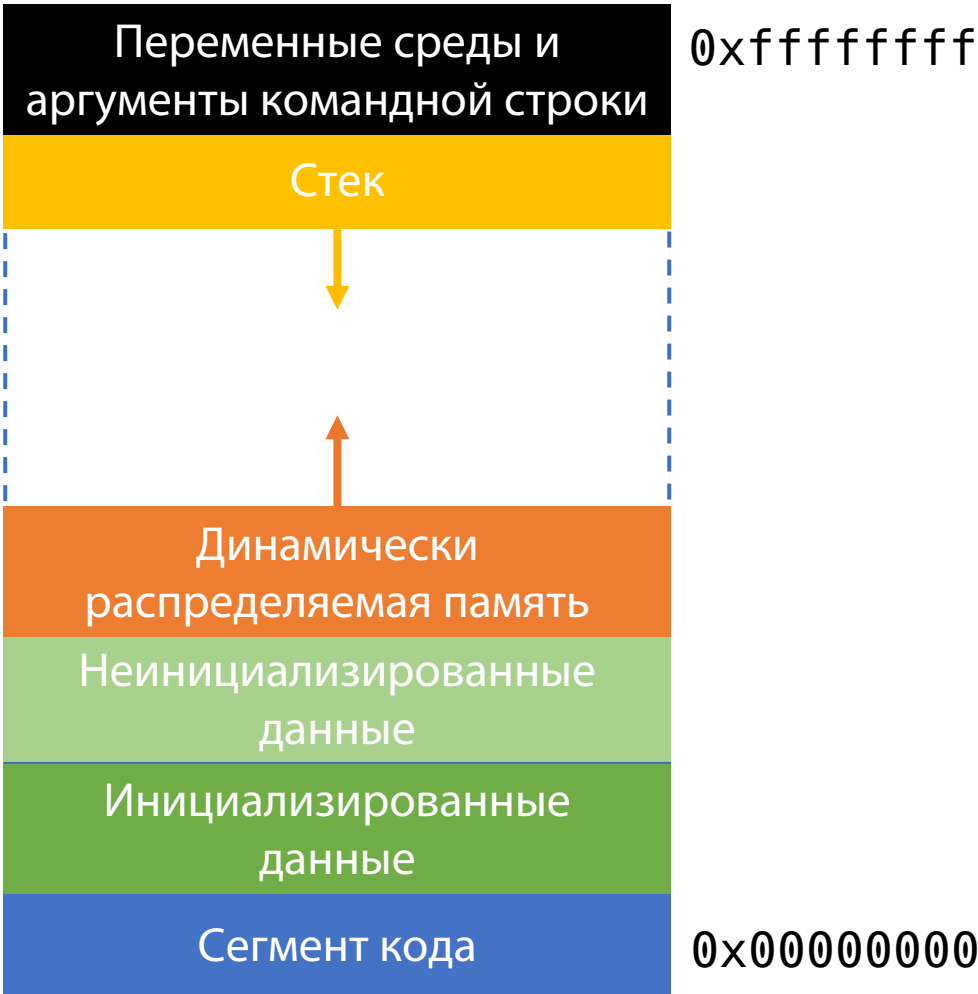 Переменные среды и
аргументы командной строки
0xffffffff
Стек
Динамически
распределяемая память
Неинициализированные
данные
Инициализированные
данные
Сегмент кода
0x00000000